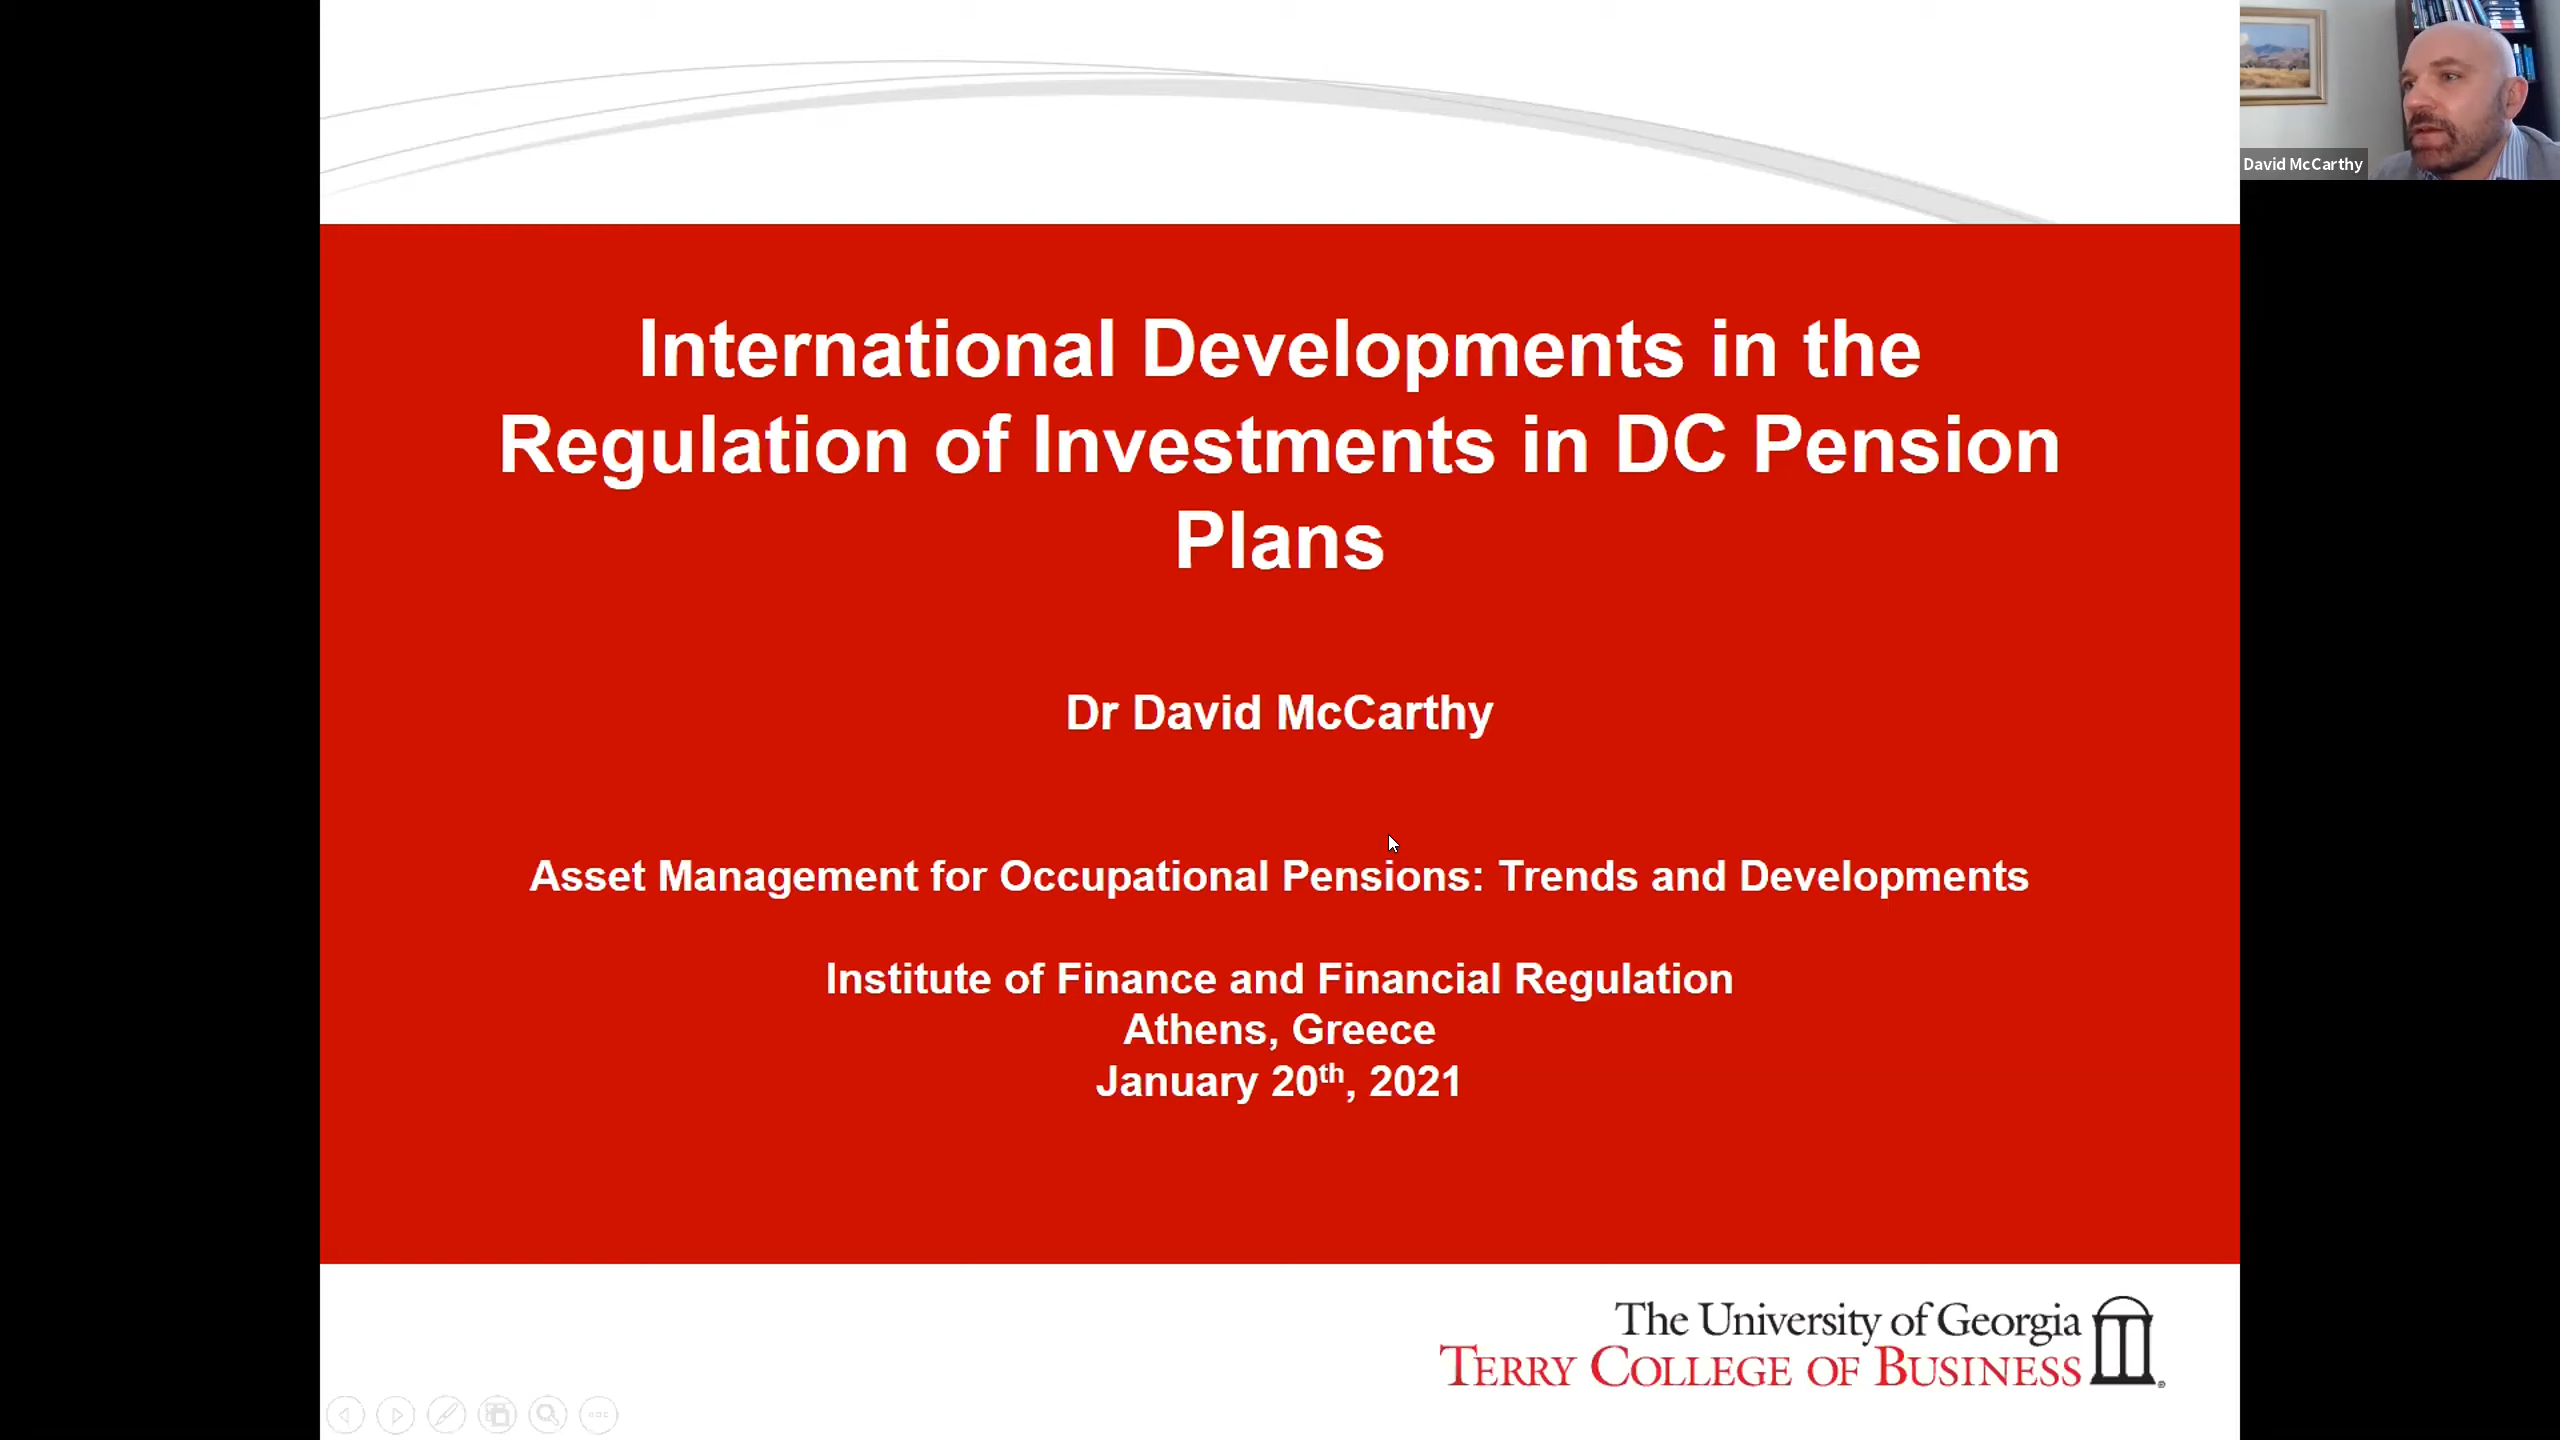 David McCarthy
International Developments in the
Regulation of Investments in DC Pension
Plans
Dr David McCarthy
Asset Management for Occupational Pensions: Trends and Developments
Institute of Finance and Financial Regulation
Athens, Greece
January 20th, 2021
The University of Georgia
TERRY COLLEGE OF BUSINESS